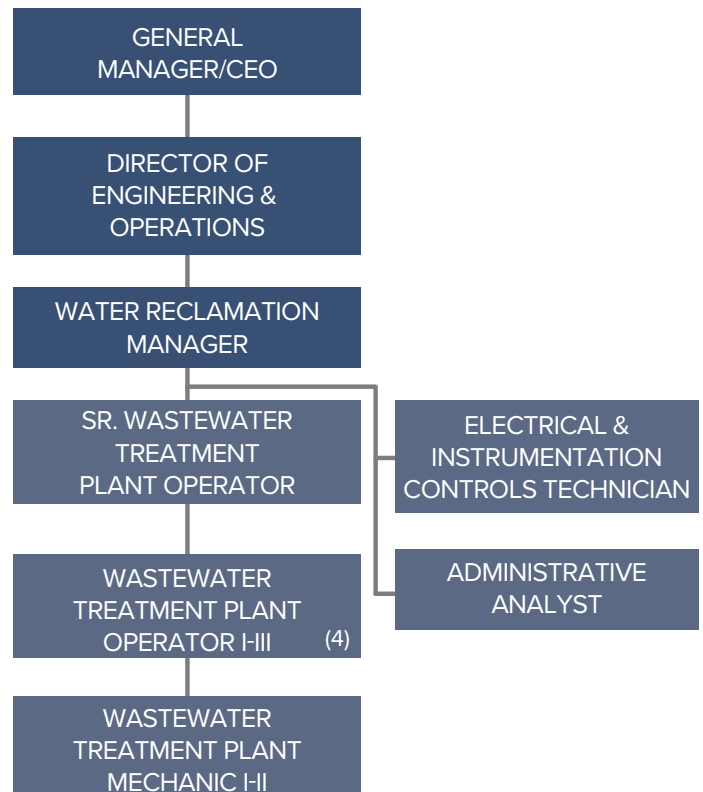 GENERAL
MANAGER/CEO
DIRECTOR OF
ENGINEERING &
OPERATIONS
WATER RECLAMATION
MANAGER
SR. WASTEWATER
TREATMENT
PLANT OPERATOR
ELECTRICAL &
INSTRUMENTATION
CONTROLS TECHNICIAN
WASTEWATER
TREATMENT PLANT
OPERATOR I-III (4)
ADMINISTRATIVE
ANALYST
WASTEWATER
TREATMENT PLANT
MECHANIC I-II